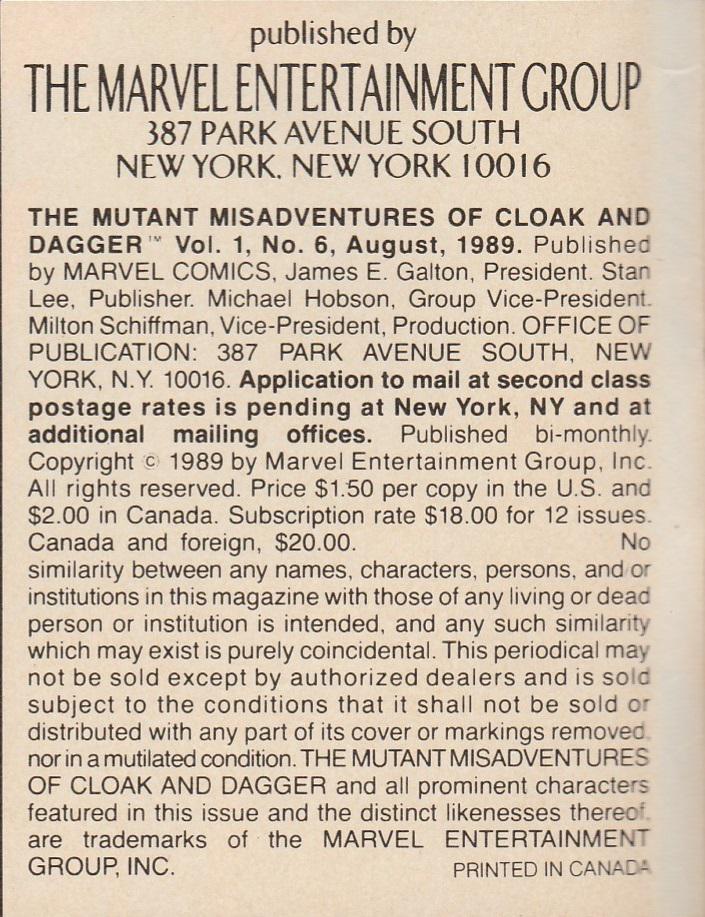 published by
THE MARVEL ENTERTAINMENT GROUP
387 PARK AVENUE SOUTH
NEW YORK, NEW YORK 10016
THE MUTANT MISADVENTURES OF CLOAK AND
DAGGER™ Vol. 1, No. 6, August, 1989. Published
by MARVEL COMICS, James E. Galton, President. Stan
Lee, Publisher. Michael Hobson, Group Vice-President.
Milton Schiffman, Vice-President, Production. OFFICE OF
PUBLICATION: 387 PARK AVENUE SOUTH, NEW
YORK, N.Y. 10016. Application to mail at second class
postage rates is pending at New York, NY and at
additional mailing offices. Published bi-monthly.
Copyright © 1989 by Marvel Entertainment Group, Inc.
All rights reserved. Price $1.50 per copy in the U.S. and
$2.00 in Canada. Subscription rate $18.00 for 12 issues.
Canada and foreign, $20.00. No
similarity between any names, characters, persons, and/or
institutions in this magazine with those of any living or dead
person or institution is intended, and any such similarity
which may exist is purely coincidental. This periodical may
not be sold except by authorized dealers and is sold
subject to the conditions that it shall not be sold or
distributed with any part of its cover or markings removed,
nor in a mutilated condition. THE MUTANT MISADVENTURES
OF CLOAK AND DAGGER and all prominent characters
featured in this issue and the distinct likenesses thereof,
are trademarks of the MARVEL ENTERTAINMENT
GROUP, INC. PRINTED IN CANADA